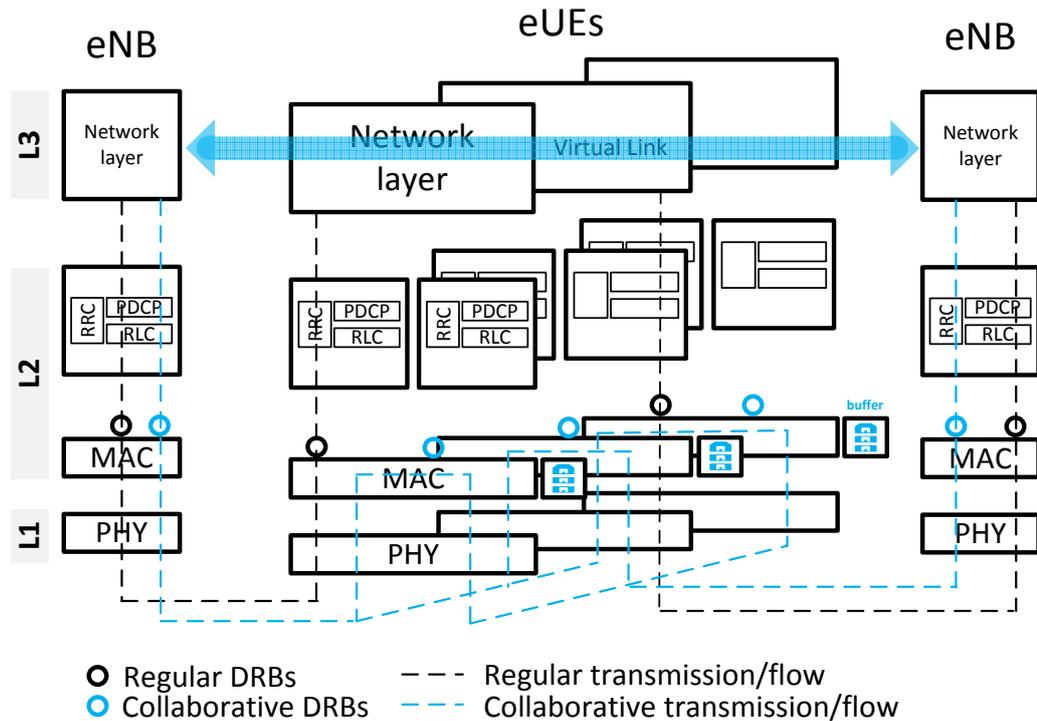 eUEs
eNB
eNB
L3
Network
layer
Network
layer
Virtual Link
Network
layer
L2
RRC
PDCP
RLC
RRC
PDCP
RLC
RRC
PDCP
RLC
RRC
PDCP
RLC
buffer
MAC
MAC
MAC
L1
PHY
PHY
PHY
Regular DRBs
Regular transmission/flow
Collaborative DRBs
Collaborative transmission/flow